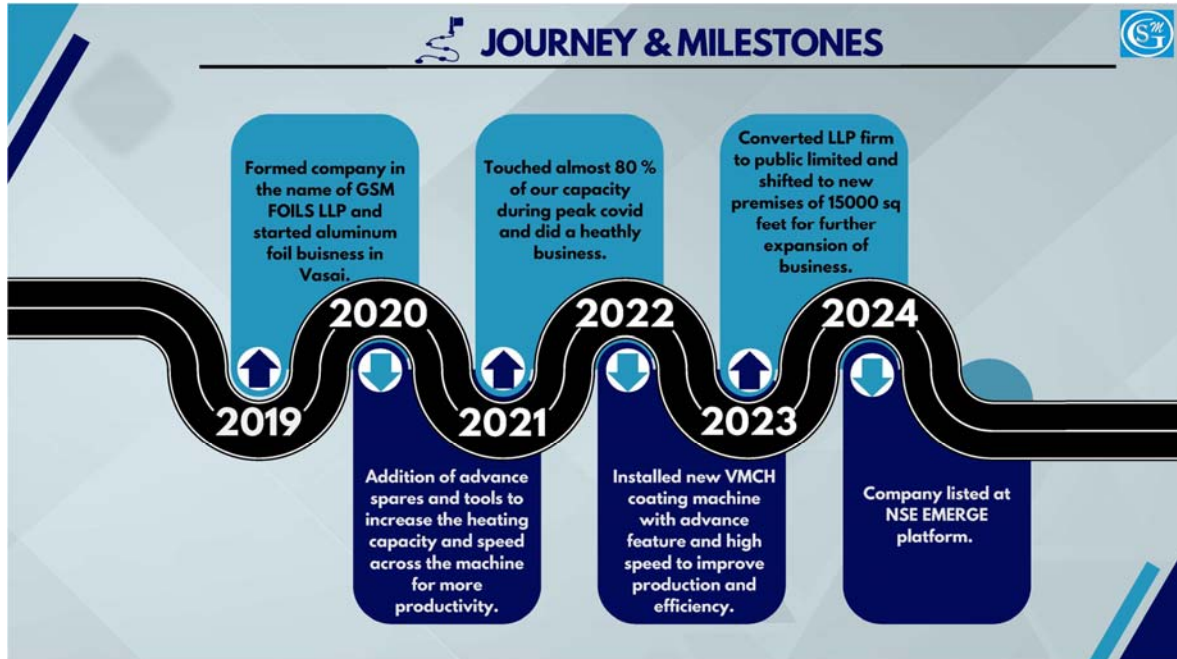 JOURNEY & MILESTONES
GSM
Formed company in
the name of GSM
FOILS LLP and
started aluminum
foil buisness in
Vasai.
2019
2020
Addition of advance
spares and tools to
increase the heating
capacity and speed
across the machine
for more
productivity.
Touched almost 80 %
of our capacity
during peak covid
and did a heathly
business.
2021
2022
Installed new VMCH
coating machine
with advance
feature and high
speed to improve
production and
efficiency.
Converted LLP firm
to public limited and
shifted to new
premises of 15000 sq
feet for further
expansion of
business.
2023
2024
Company listed at
NSE EMERGE
platform.